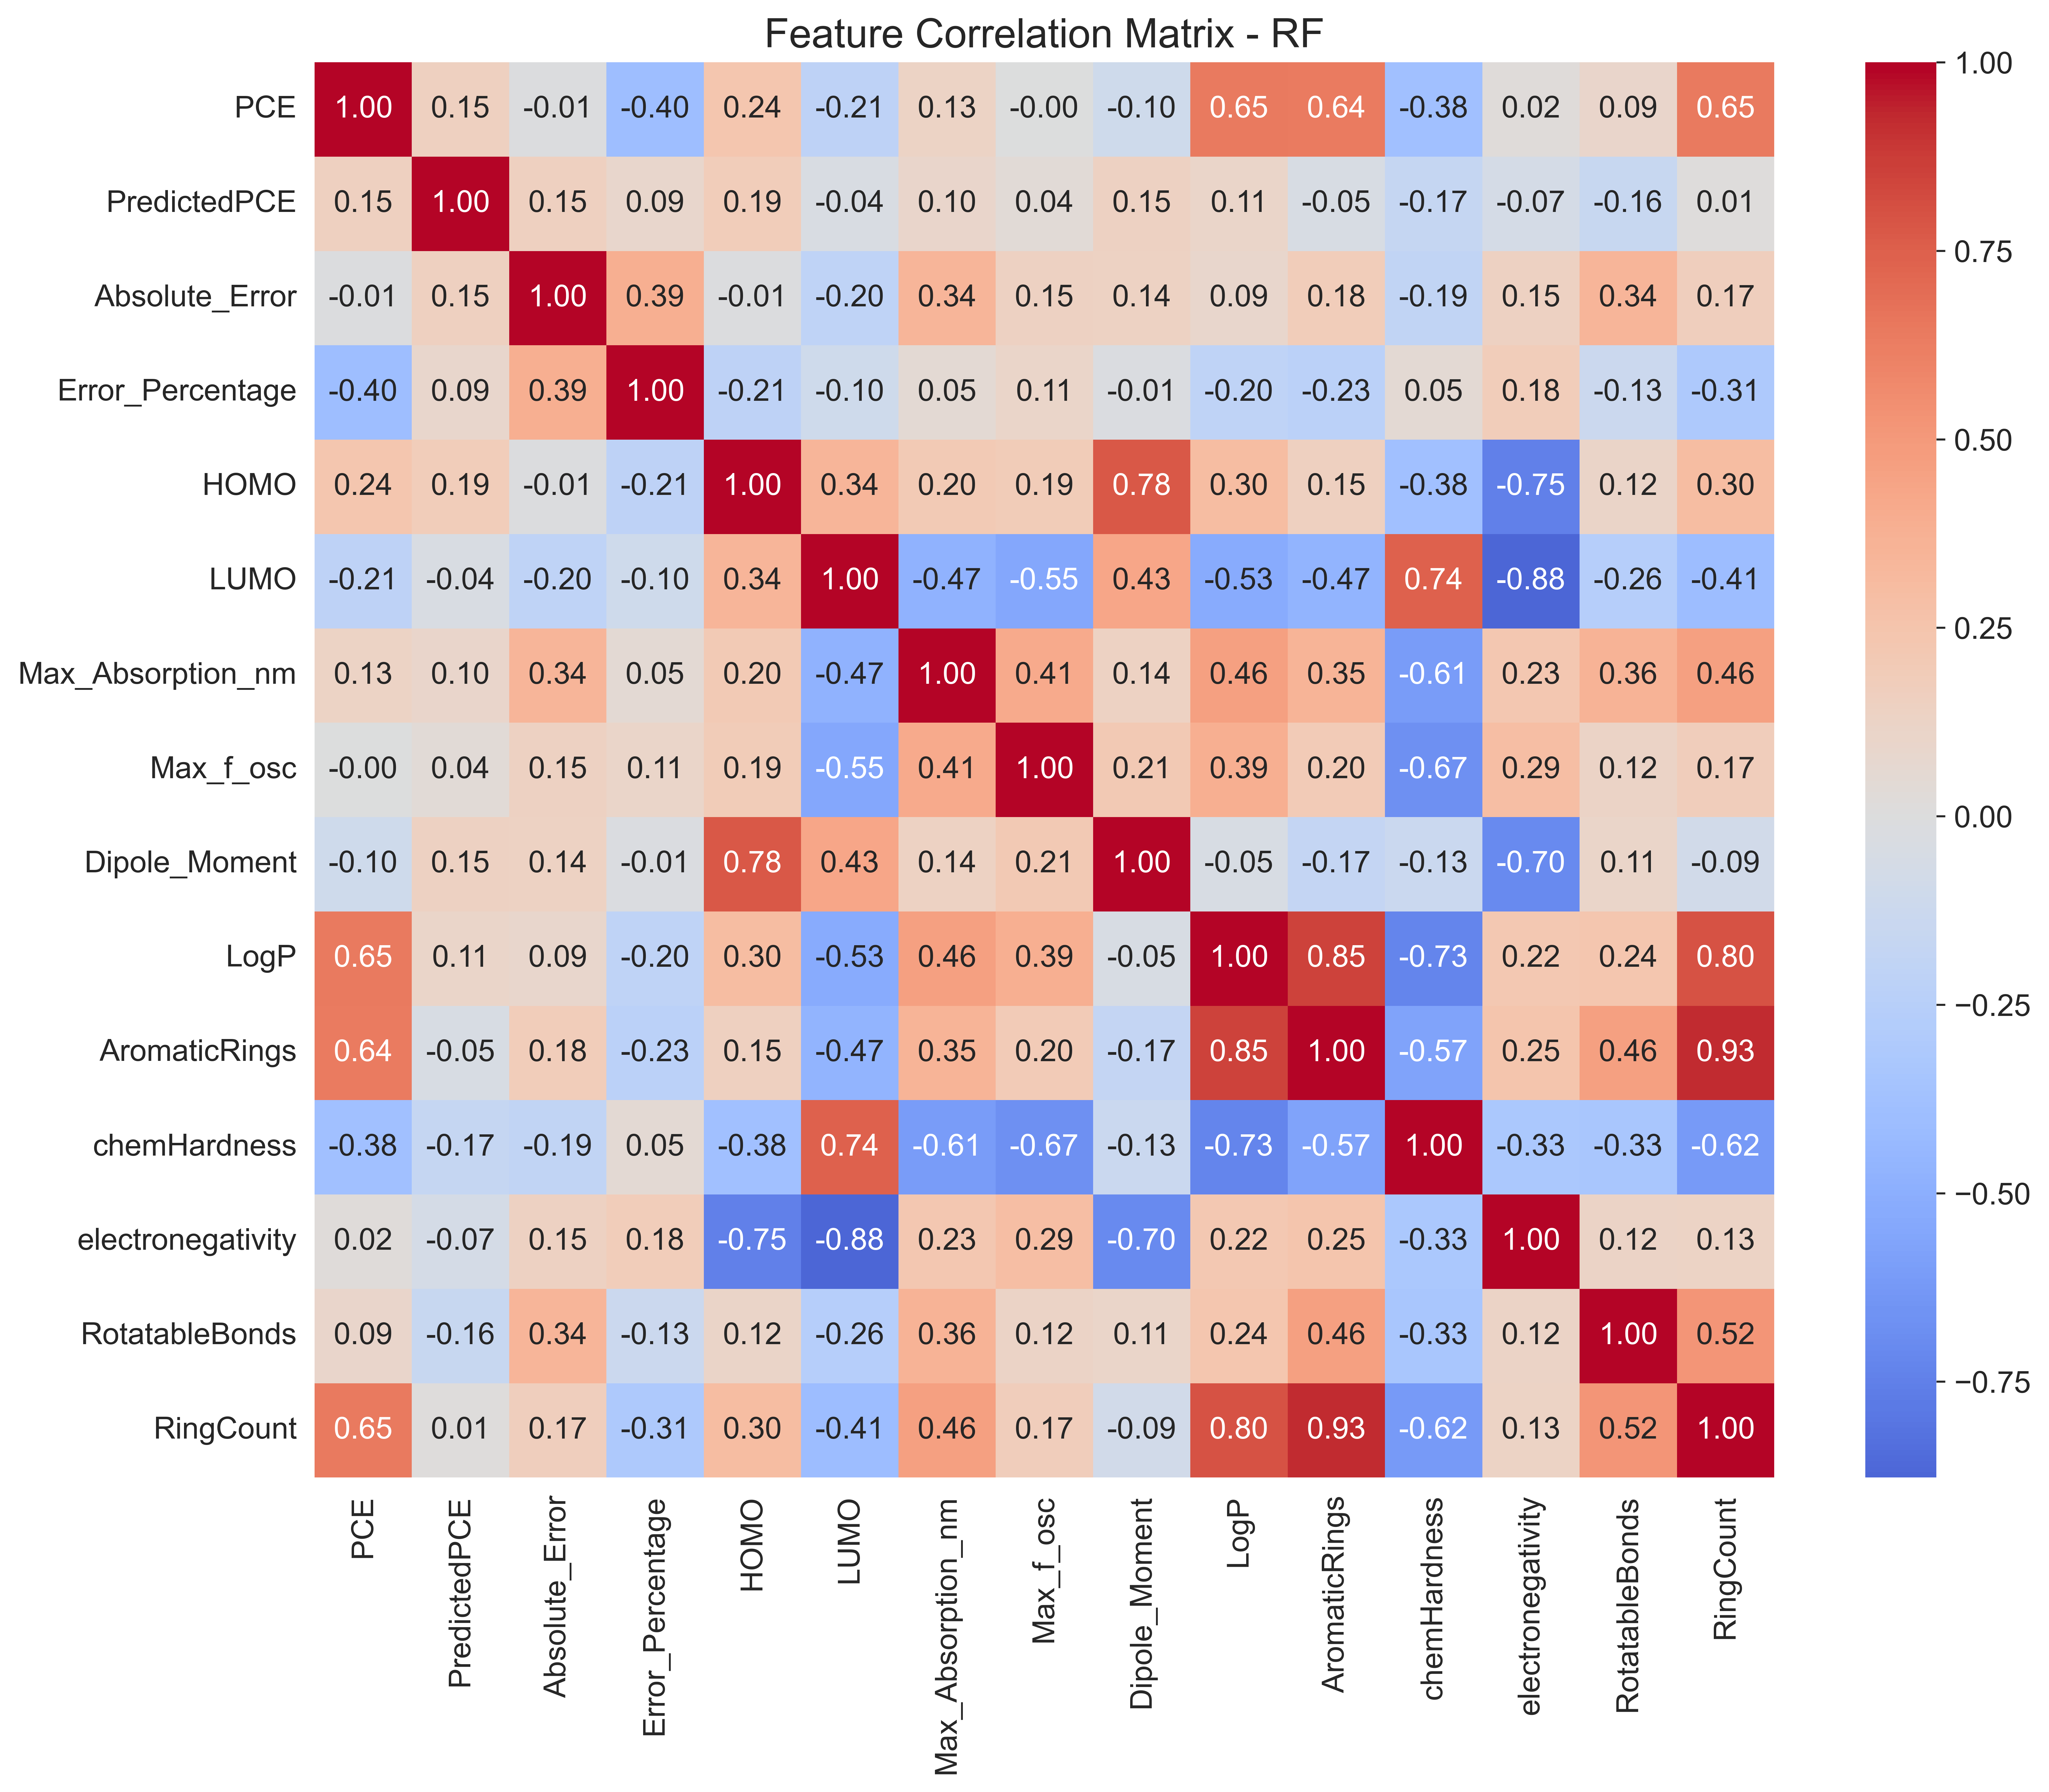 Feature Correlation Matrix - RF
PCE 1.00 0.15 -0.01 -0.40 0.24 -0.21 0.13 -0.00 -0.10 0.65 0.64 -0.38 0.02 0.09 0.65
PredictedPCE 0.15 1.00 0.15 0.09 0.19 -0.04 0.10 0.04 0.15 0.11 -0.05 -0.17 -0.07 -0.16 0.01
Absolute_Error -0.01 0.15 1.00 0.39 -0.01 -0.20 0.34 0.15 0.14 0.09 0.18 -0.19 0.15 0.34 0.17
Error_Percentage -0.40 0.09 0.39 1.00 -0.21 -0.10 0.05 0.11 -0.01 -0.20 -0.23 0.05 0.18 -0.13 -0.31
HOMO 0.24 0.19 -0.01 -0.21 1.00 0.34 0.20 0.19 0.78 0.30 0.15 -0.38 -0.75 0.12 0.30
LUMO -0.21 -0.04 -0.20 -0.10 0.34 1.00 -0.47 -0.55 0.43 -0.53 -0.47 0.74 -0.88 -0.26 -0.41
Max_Absorption_nm 0.13 0.10 0.34 0.05 0.20 -0.47 1.00 0.41 0.14 0.46 0.35 -0.61 0.23 0.36 0.46
Max_f_osc -0.00 0.04 0.15 0.11 0.19 -0.55 0.41 1.00 0.21 0.39 0.20 -0.67 0.29 0.12 0.17
Dipole_Moment -0.10 0.15 0.14 -0.01 0.78 0.43 0.14 0.21 1.00 -0.05 -0.17 -0.13 -0.70 0.11 -0.09
LogP 0.65 0.11 0.09 -0.20 0.30 -0.53 0.46 0.39 -0.05 1.00 0.85 -0.73 0.22 0.24 0.80
AromaticRings 0.64 -0.05 0.18 -0.23 0.15 -0.47 0.35 0.20 -0.17 0.85 1.00 -0.57 0.25 0.46 0.93
chemHardness -0.38 -0.17 -0.19 0.05 -0.38 0.74 -0.61 -0.67 -0.13 -0.73 -0.57 1.00 -0.33 -0.33 -0.62
electronegativity 0.02 -0.07 0.15 0.18 -0.75 -0.88 0.23 0.29 -0.70 0.22 0.25 -0.33 1.00 0.12 0.13
RotatableBonds 0.09 -0.16 0.34 -0.13 0.12 -0.26 0.36 0.12 0.11 0.24 0.46 -0.33 0.12 1.00 0.52
RingCount 0.65 0.01 0.17 -0.31 0.30 -0.41 0.46 0.17 -0.09 0.80 0.93 -0.62 0.13 0.52 1.00
PCE
PredictedPCE
Absolute_Error
Error_Percentage
HOMO
LUMO
Max_Absorption_nm
Max_f_osc
Dipole_Moment
LogP
AromaticRings
chemHardness
electronegativity
RotatableBonds
RingCount
1.00
0.75
0.50
0.25
0.00
−0.25
−0.50
−0.75